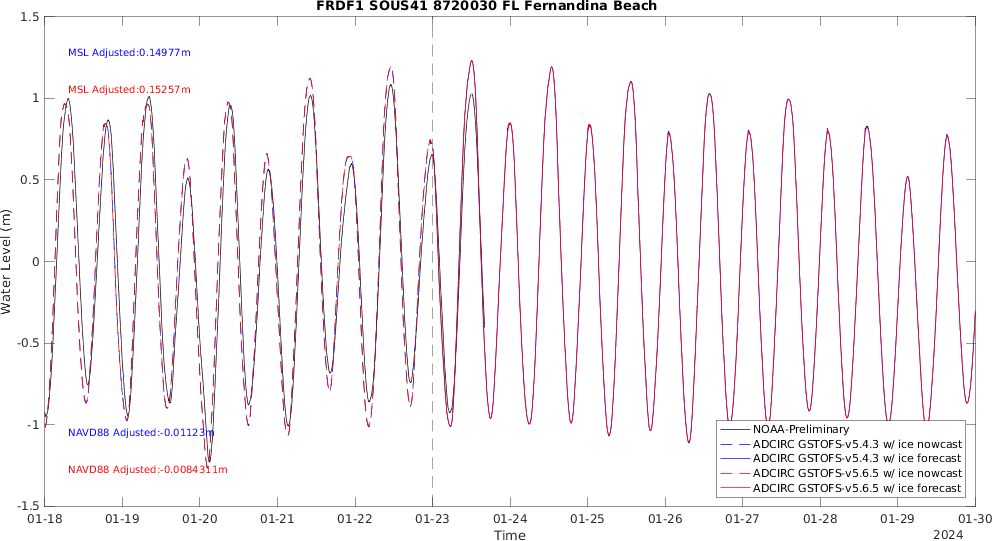 FRDF1 SOUS41 8720030 FL Fernandina Beach
1.5
MSL Adjusted:0.14977m
MSL Adjusted:0.15257m
1
0.5
0
Water Level (m)
-0.5
-1
NAVD88 Adjusted:-0.01123m
NAVD88 Adjusted:-0.0084311m
-1.5
NOAA-Preliminary
ADCIRC GSTOFS-v5.4.3 w/ ice nowcast
ADCIRC GSTOFS-v5.4.3 w/ ice forecast
ADCIRC GSTOFS-v5.6.5 w/ ice nowcast
ADCIRC GSTOFS-v5.6.5 w/ ice forecast
01-18 01-19 01-20 01-21 01-22 01-23 01-24 01-25 01-26 01-27 01-28 01-29 01-30
Time
2024